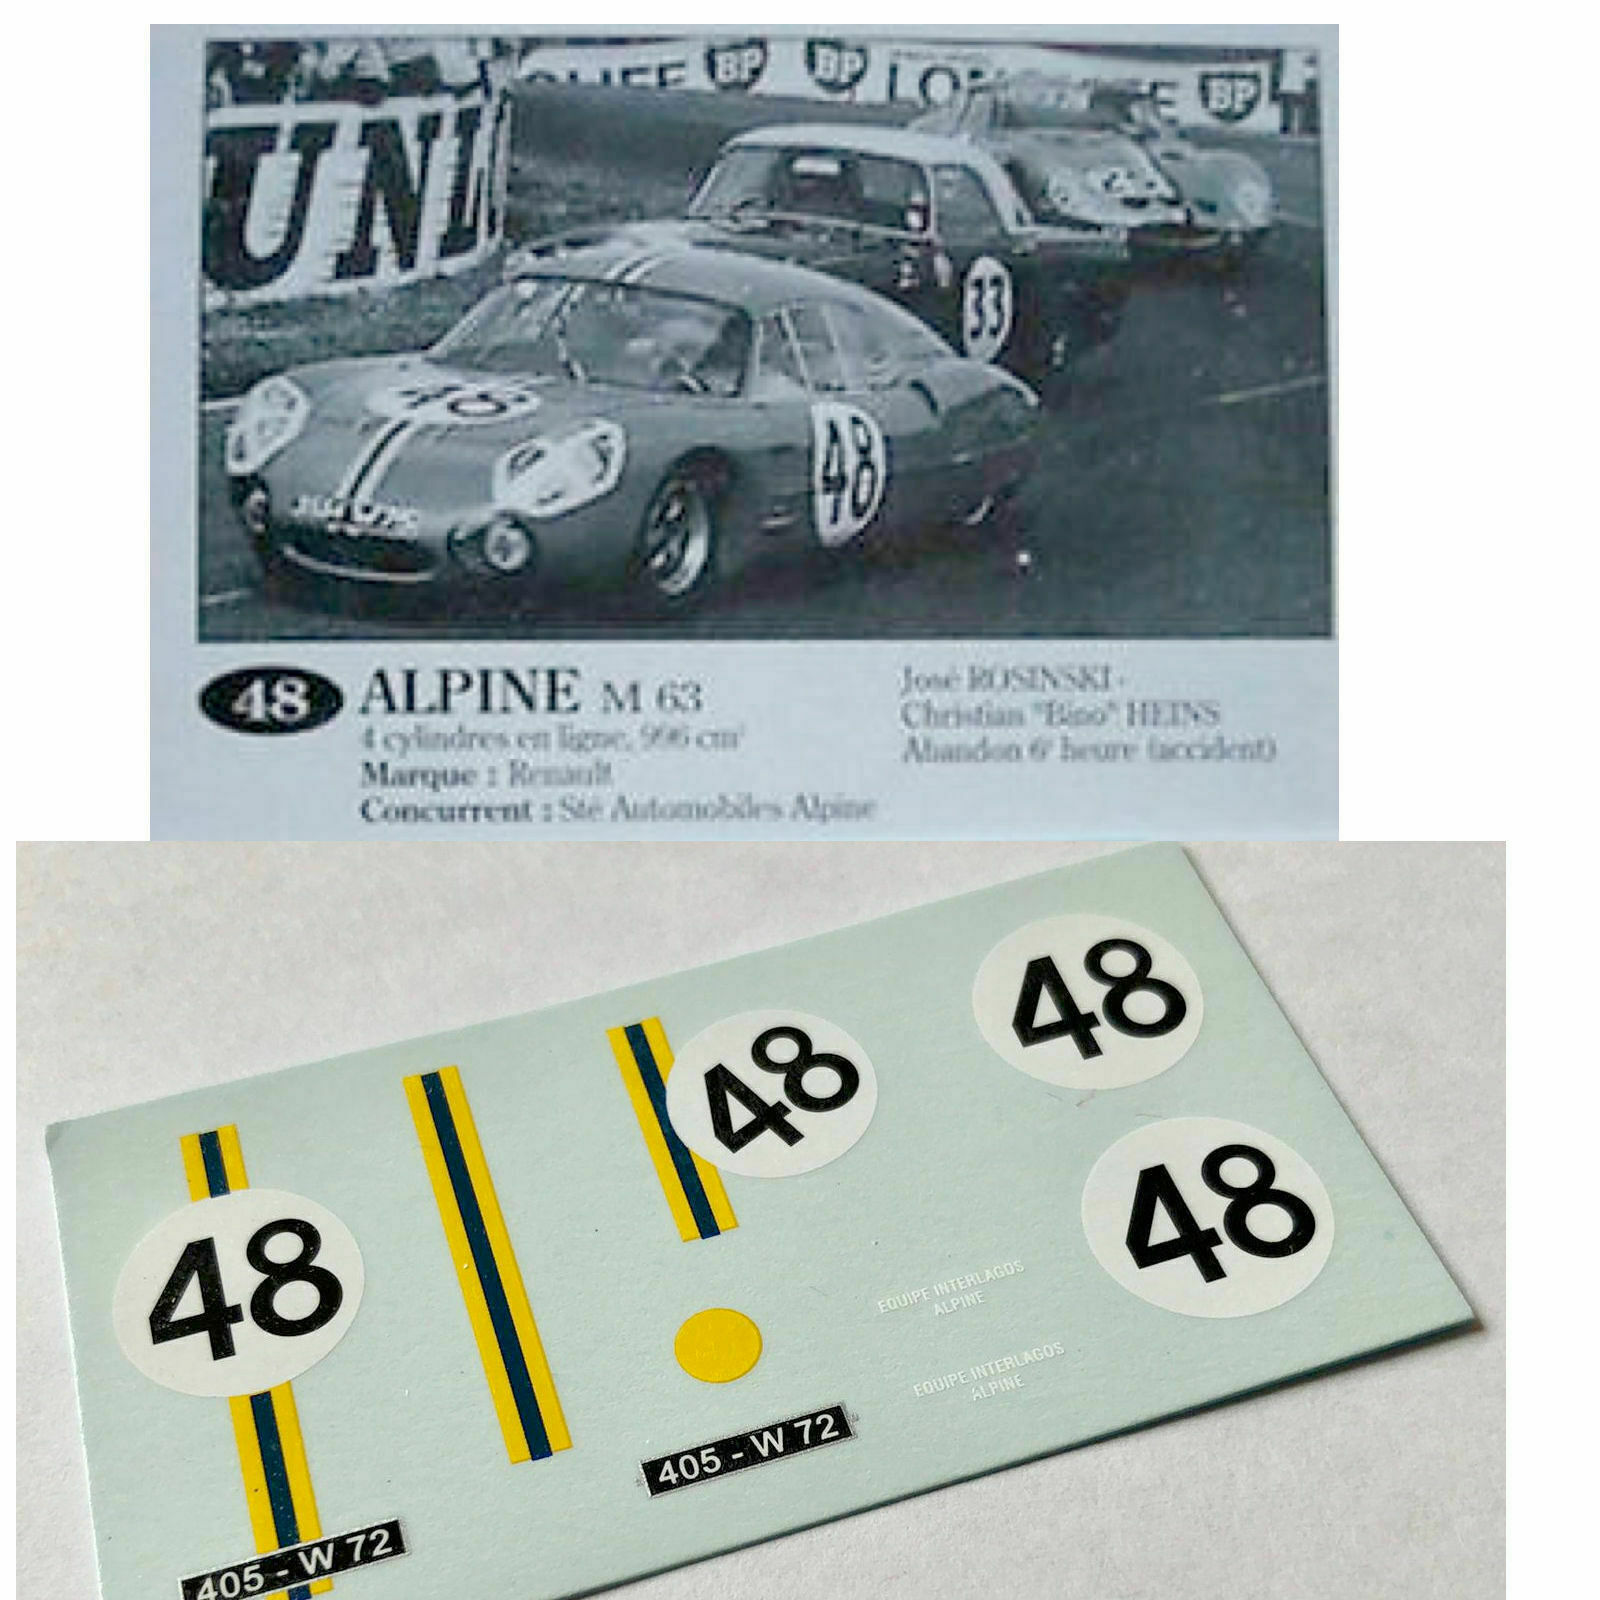 BP BP BP
UNI
33
48
48
48 ALPINE M 63
4 cylindres en ligne, 996 cm³
Marque : Renault
Concurrent : Sté Automobiles Alpine
José ROSINSKI -
Christian "Bino" HEINS
Abandon 6e heure (accident)
48
48
48
48
EQUIPE INTERLAGOS
ALPINE
EQUIPE INTERLAGOS
ALPINE
405 - W 72
405 - W 72